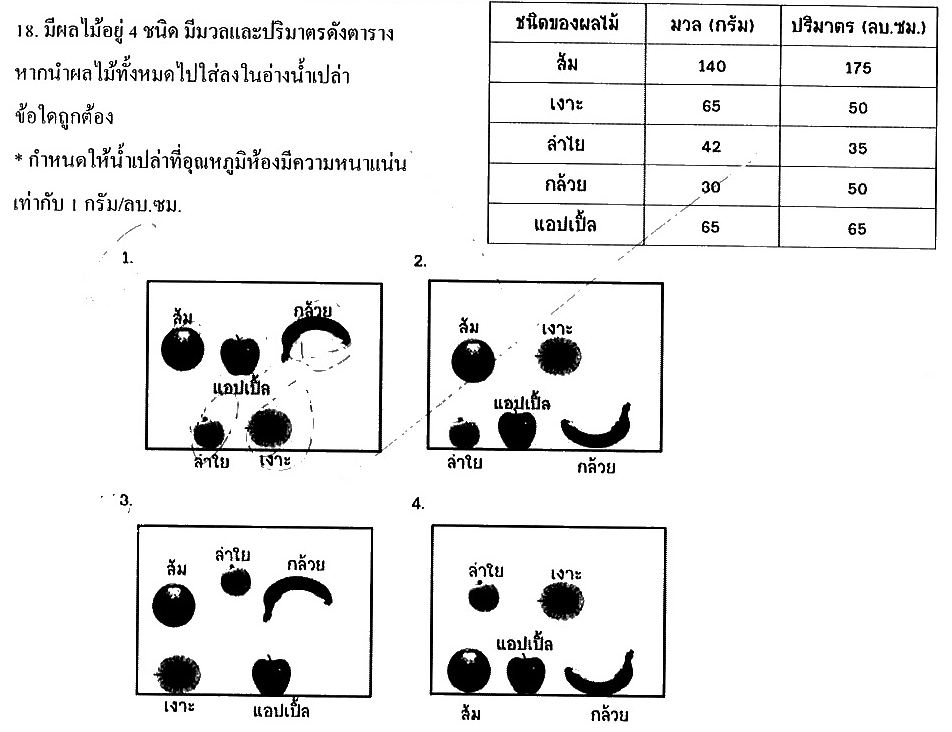 18. มีผลไม้อยู่ 4 ชนิด มีมวลและปริมาตรดังตาราง
หากนำผลไม้ทั้งหมดไปใส่ลงในอ่างน้ำเปล่า
ข้อใดถูกต้อง
* กำหนดให้น้ำเปล่าที่อุณหภูมิห้องมีความหนาแน่น
เท่ากับ 1 กรัม/ลบ.ซม.
ชนิดของผลไม้ มวล (กรัม) ปริมาตร (ลบ.ซม.)
ส้ม 140 175
เงาะ 65 50
ลำไย 42 35
กล้วย 30 50
แอปเปิ้ล 65 65
1.
ส้ม กล้วย
แอปเปิ้ล
ลำใย เงาะ
2.
ส้ม เงาะ
แอปเปิ้ล
ลำใย กล้วย
3.
ส้ม ลำใย กล้วย
เงาะ แอปเปิ้ล
4.
ลำใย เงาะ
แอปเปิ้ล
ส้ม กล้วย